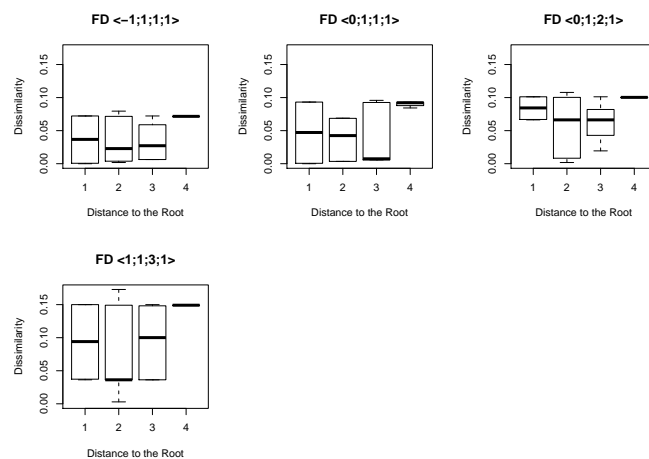 FD <-1;1;1;1>
Dissimilarity
0.00 0.05 0.10 0.15
1 2 3 4
Distance to the Root
FD <0;1;1;1>
Dissimilarity
0.00 0.05 0.10 0.15
1 2 3 4
Distance to the Root
FD <0;1;2;1>
Dissimilarity
0.00 0.05 0.10 0.15
1 2 3 4
Distance to the Root
FD <1;1;3;1>
Dissimilarity
0.00 0.05 0.10 0.15
1 2 3 4
Distance to the Root